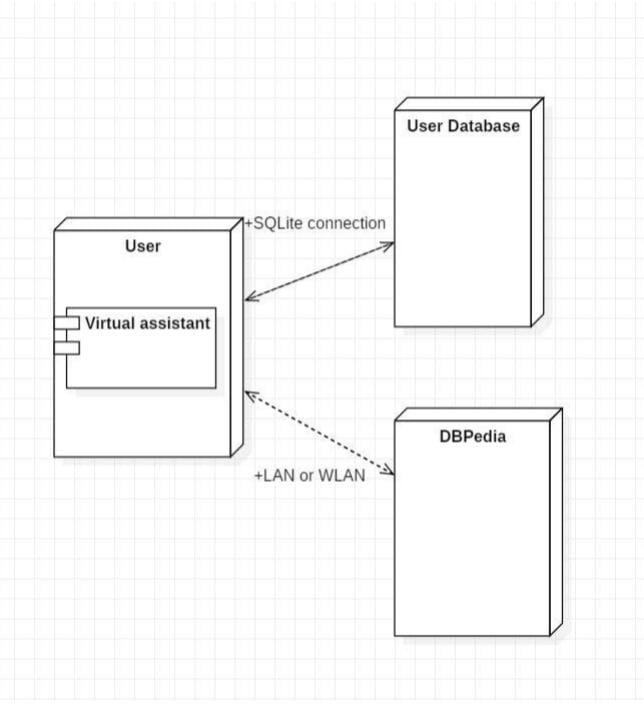 User Database
+SQLite connection
User
Virtual assistant
DBPedia
+LAN or WLAN